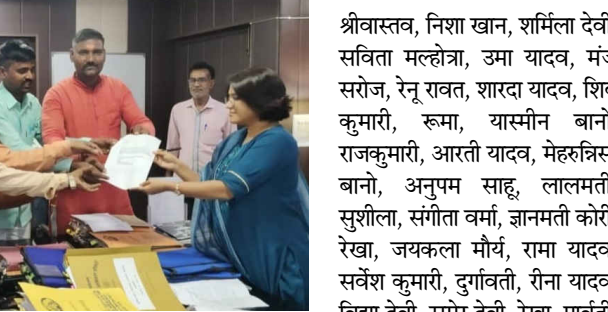 श्रीवास्तव, निशा खान, शर्मिला देवी
सविता मल्होत्रा, उमा यादव, मंजू
सरोज, रेनू रावत, शारदा यादव, शिव
कुमारी, रूमा, यास्मीन बानो
राजकुमारी, आरती यादव, मेहरुन्निसा
बानो, अनुपम साहू, लालमती
सुशीला, संगीता वर्मा, ज्ञानमती कोरी
रेखा, जयकला मौर्य, रामा यादव
सर्वेश कुमारी, दुर्गावती, रीना यादव